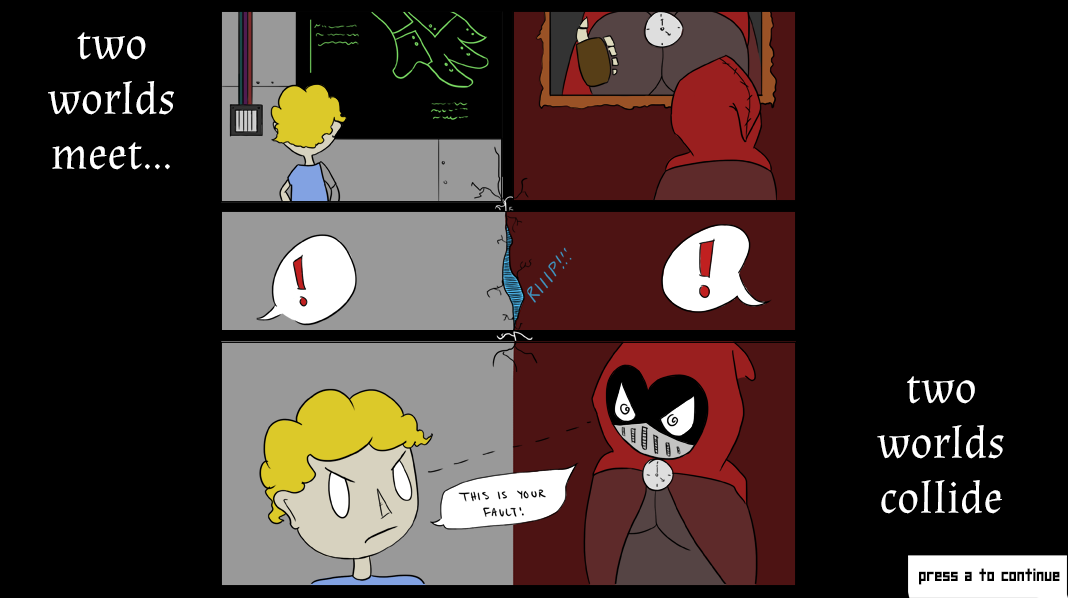 two
worlds
meet...
!
!
RIIIP!!!
THIS IS YOUR
FAULT!
two
worlds
collide
press a to continue